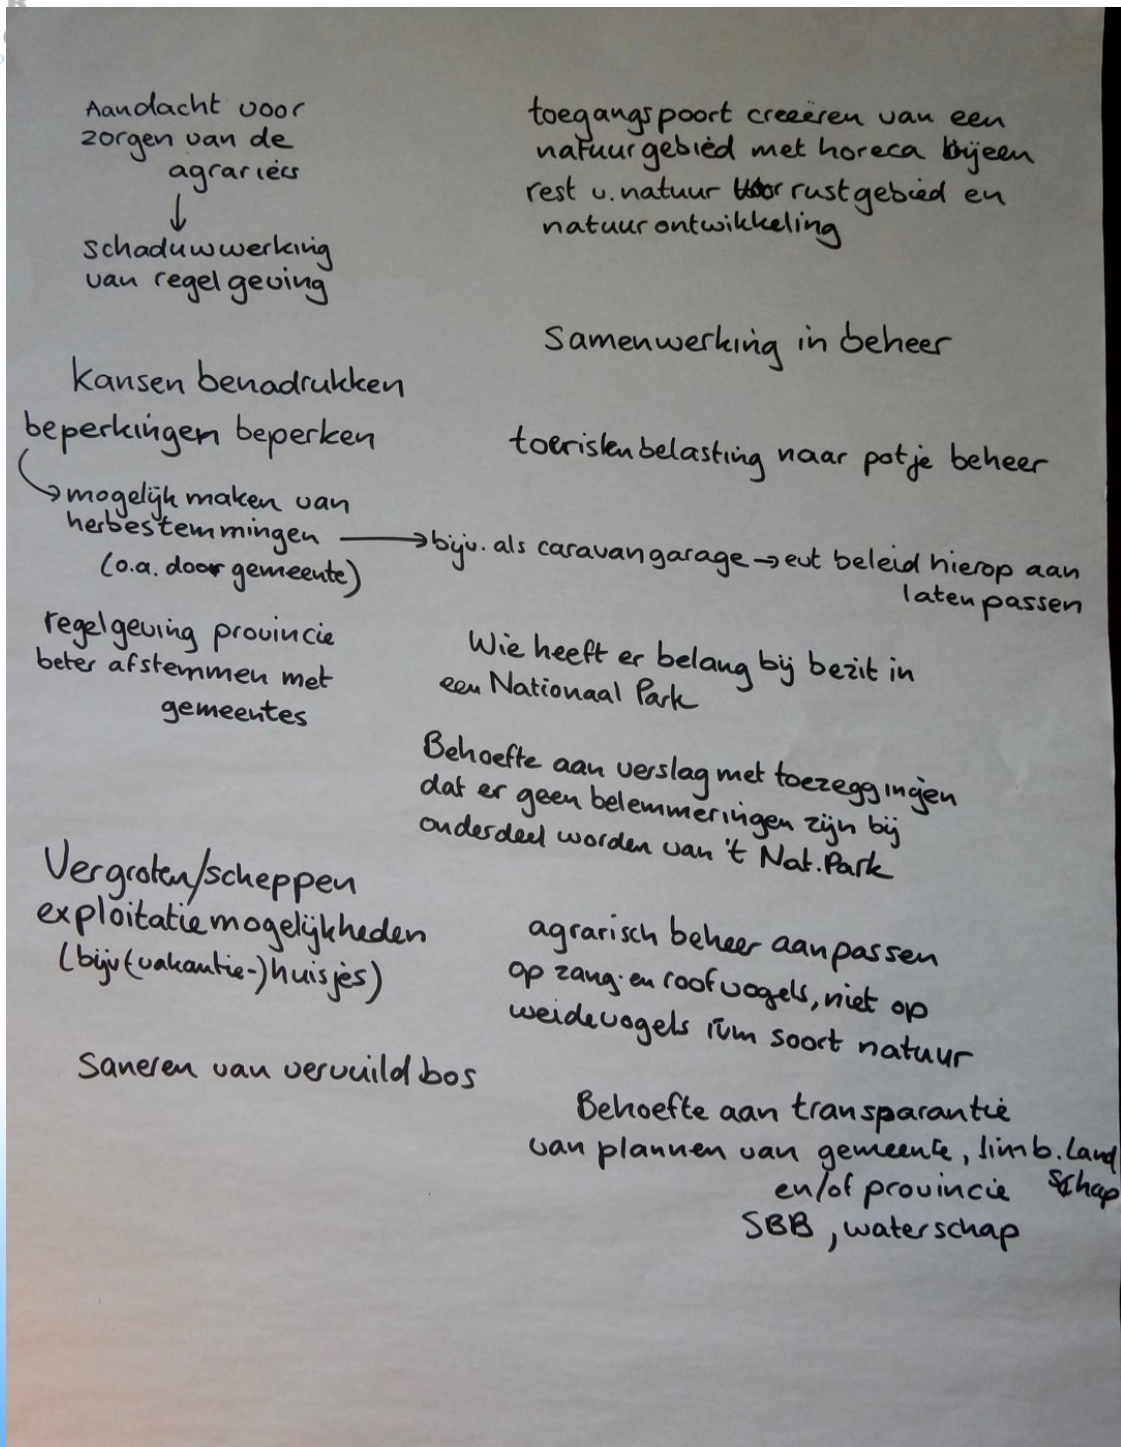 Aandacht voor
zorgen van de
agrariërs
↓
schaduwwerking
van regelgeving
kansen benadrukken
beperkingen beperken
→ mogelijk maken van
herbestemmingen → bijv. als caravangarage → evt beleid hierop aan
laten passen
(o.a. door gemeente)
regelgeving provincie
beter afstemmen met
gemeentes
Vergroten/scheppen
exploitatiemogelijkheden
(bijv (vakantie-) huisjes)
Saneren van vervuild bos
toegangspoort creeëren van een
natuurgebied met horeca bijeen
rest v. natuur voor rustgebied en
natuurontwikkeling
Samenwerking in beheer
toeristenbelasting naar potje beheer
Wie heeft er belang bij bezit in
een Nationaal Park
Behoefte aan verslag met toezeggingen
dat er geen belemmeringen zijn bij
onderdeel worden van 't Nat. Park
agrarisch beheer aanpassen
op zang- en roofvogels, niet op
weidevogels ivm soort natuur
Behoefte aan transparantie
van plannen van gemeente, limb. Land
schap
en/of provincie
SBB, waterschap